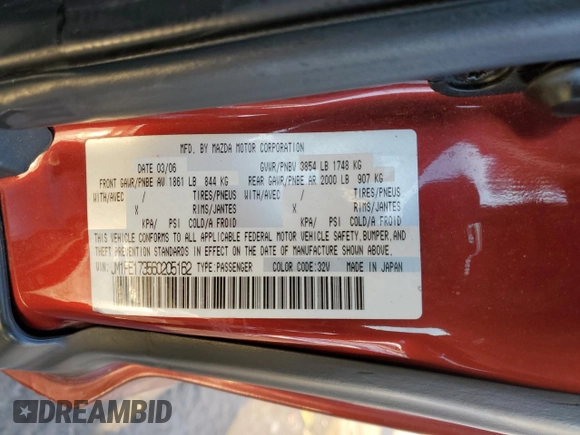 MFD. BY MAZDA MOTOR CORPORATION
DATE 03/06 GVWR/PNBV 3854 LB 1748 KG
FRONT GAWR/PNBE AV 1861 LB 844 KG REAR GAWR/PNBE AR 2000 LB 907 KG
WITH/AVEC / TIRES/PNEUS WITH/AVEC / TIRES/PNEUS
X RIMS/JANTES X RIMS/JANTES
KPA/ PSI COLD/A FROID KPA/ PSI COLD/A FROID
THIS VEHICLE CONFORMS TO ALL APPLICABLE FEDERAL MOTOR VEHICLE SAFETY,BUMPER,AND
THEFT PREVENTION STANDARDS IN EFFECT ON THE DATE OF MANUFACTURE SHOWN ABOVE.
VIN: JM1FE173560205162 TYPE:PASSENGER COLOR CODE:32V MADE IN JAPAN
DREAMBID